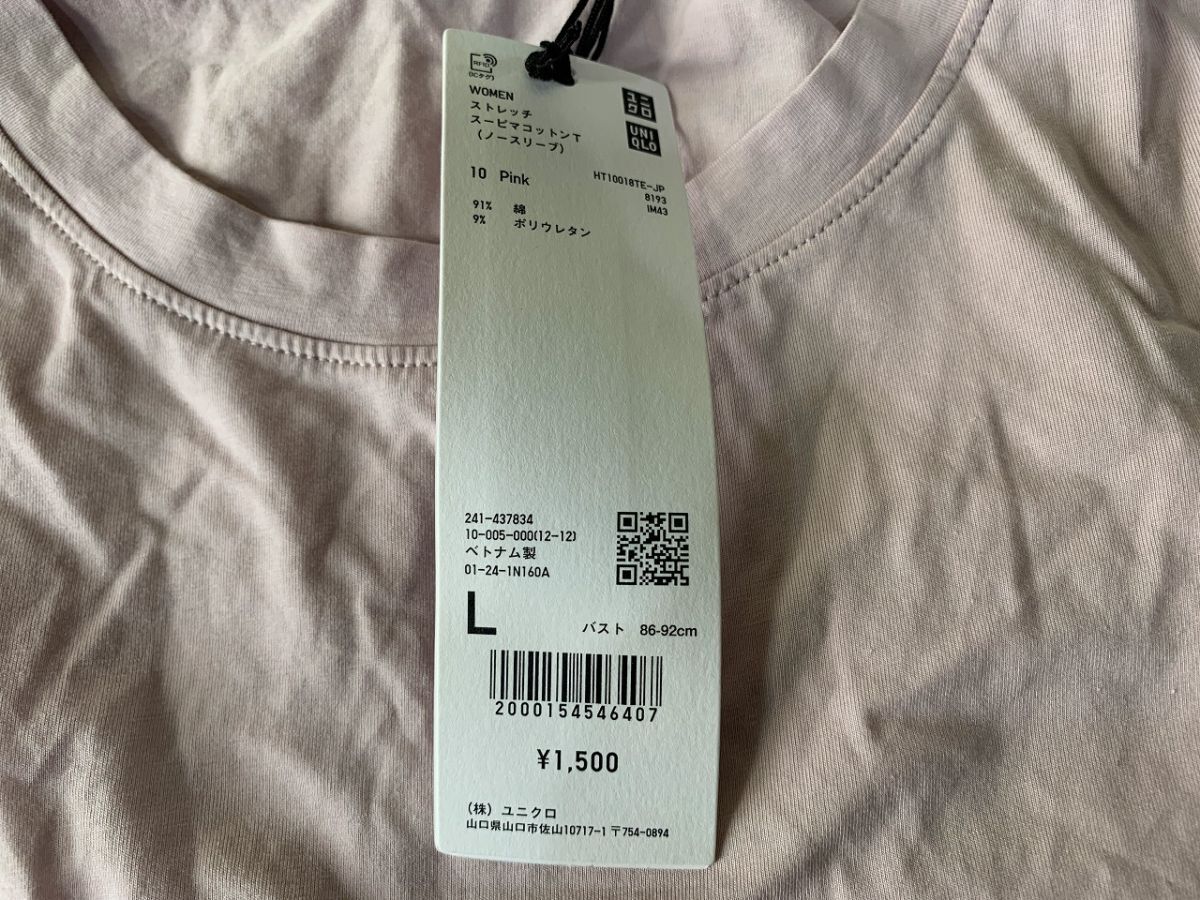 RFID
(ICタグ)
WOMEN
ストレッチ
スーピマコットンT
(ノースリーブ)
ユニクロ
UNIQLO
10 Pink
HT10018TE-JP
8193
IM43
91% 綿
9% ポリウレタン
241-437834
10-005-000(12-12)
ベトナム製
01-24-1N160A
L バスト 86-92cm
2000154546407
¥1,500
(株) ユニクロ
山口県山口市佐山10717-1 〒754-0894